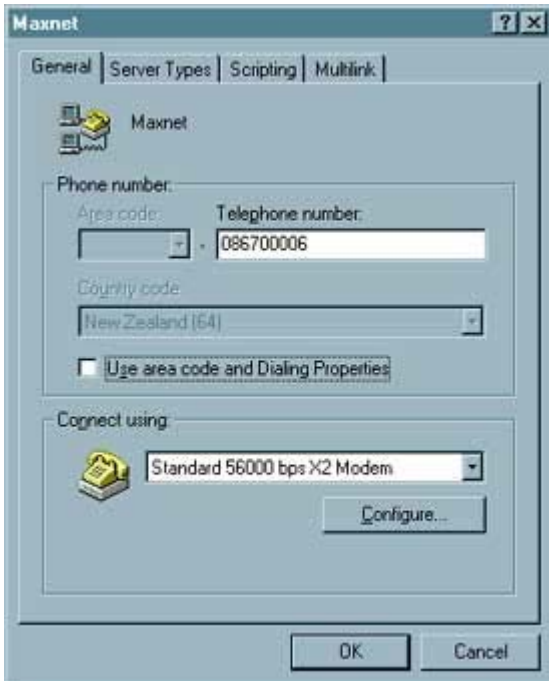 Maxnet
General Server Types Scripting Multilink
Maxnet
Phone number:
Area code: Telephone number:
- 086700006
Country code:
New Zealand (64)
Use area code and Dialing Properties
Connect using:
Standard 56000 bps X2 Modem
Configure...
OK Cancel